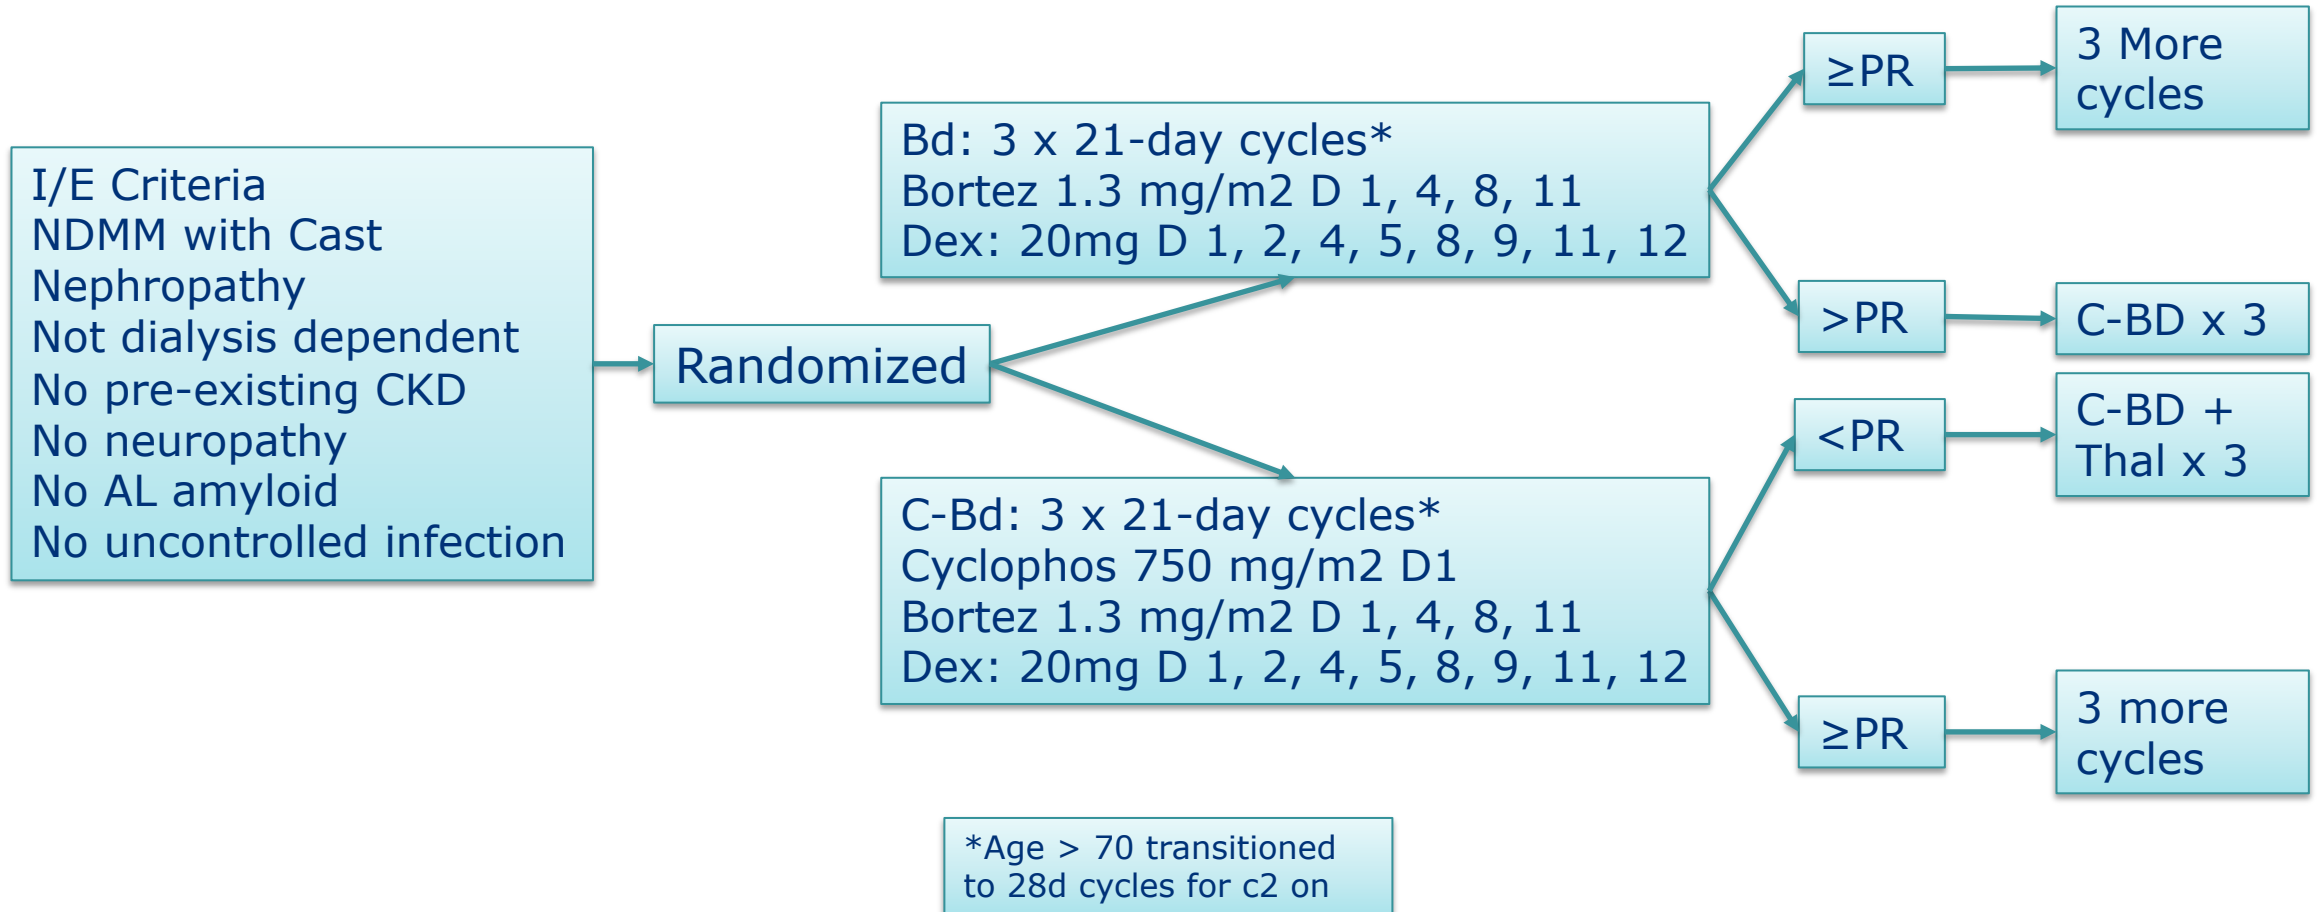 I/E Criteria
NDMM with Cast
Nephropathy
Not dialysis dependent
No pre-existing CKD
No neuropathy
No AL amyloid
No uncontrolled infection
Randomized
Bd: 3 x 21-day cycles*
Bortez 1.3 mg/m2 D 1, 4, 8, 11
Dex: 20mg D 1, 2, 4, 5, 8, 9, 11, 12
≥PR
3 More
cycles
>PR
C-BD x 3
C-Bd: 3 x 21-day cycles*
Cyclophos 750 mg/m2 D1
Bortez 1.3 mg/m2 D 1, 4, 8, 11
Dex: 20mg D 1, 2, 4, 5, 8, 9, 11, 12
<PR
C-BD +
Thal x 3
≥PR
3 more
cycles
*Age > 70 transitioned
to 28d cycles for c2 on